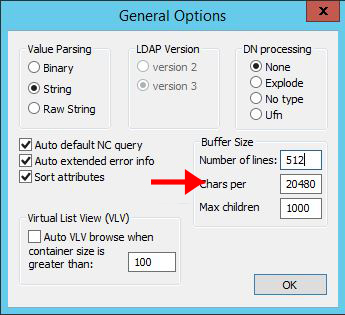 General Options
x
Value Parsing
Binary
String
Raw String
LDAP Version
version 2
version 3
DN processing
None
Explode
No type
Ufn
Auto default NC query
Auto extended error info
Sort attributes
Buffer Size
Number of lines: 512
Chars per 20480
Max children 1000
Virtual List View (VLV)
Auto VLV browse when
container size is
greater than: 100
OK